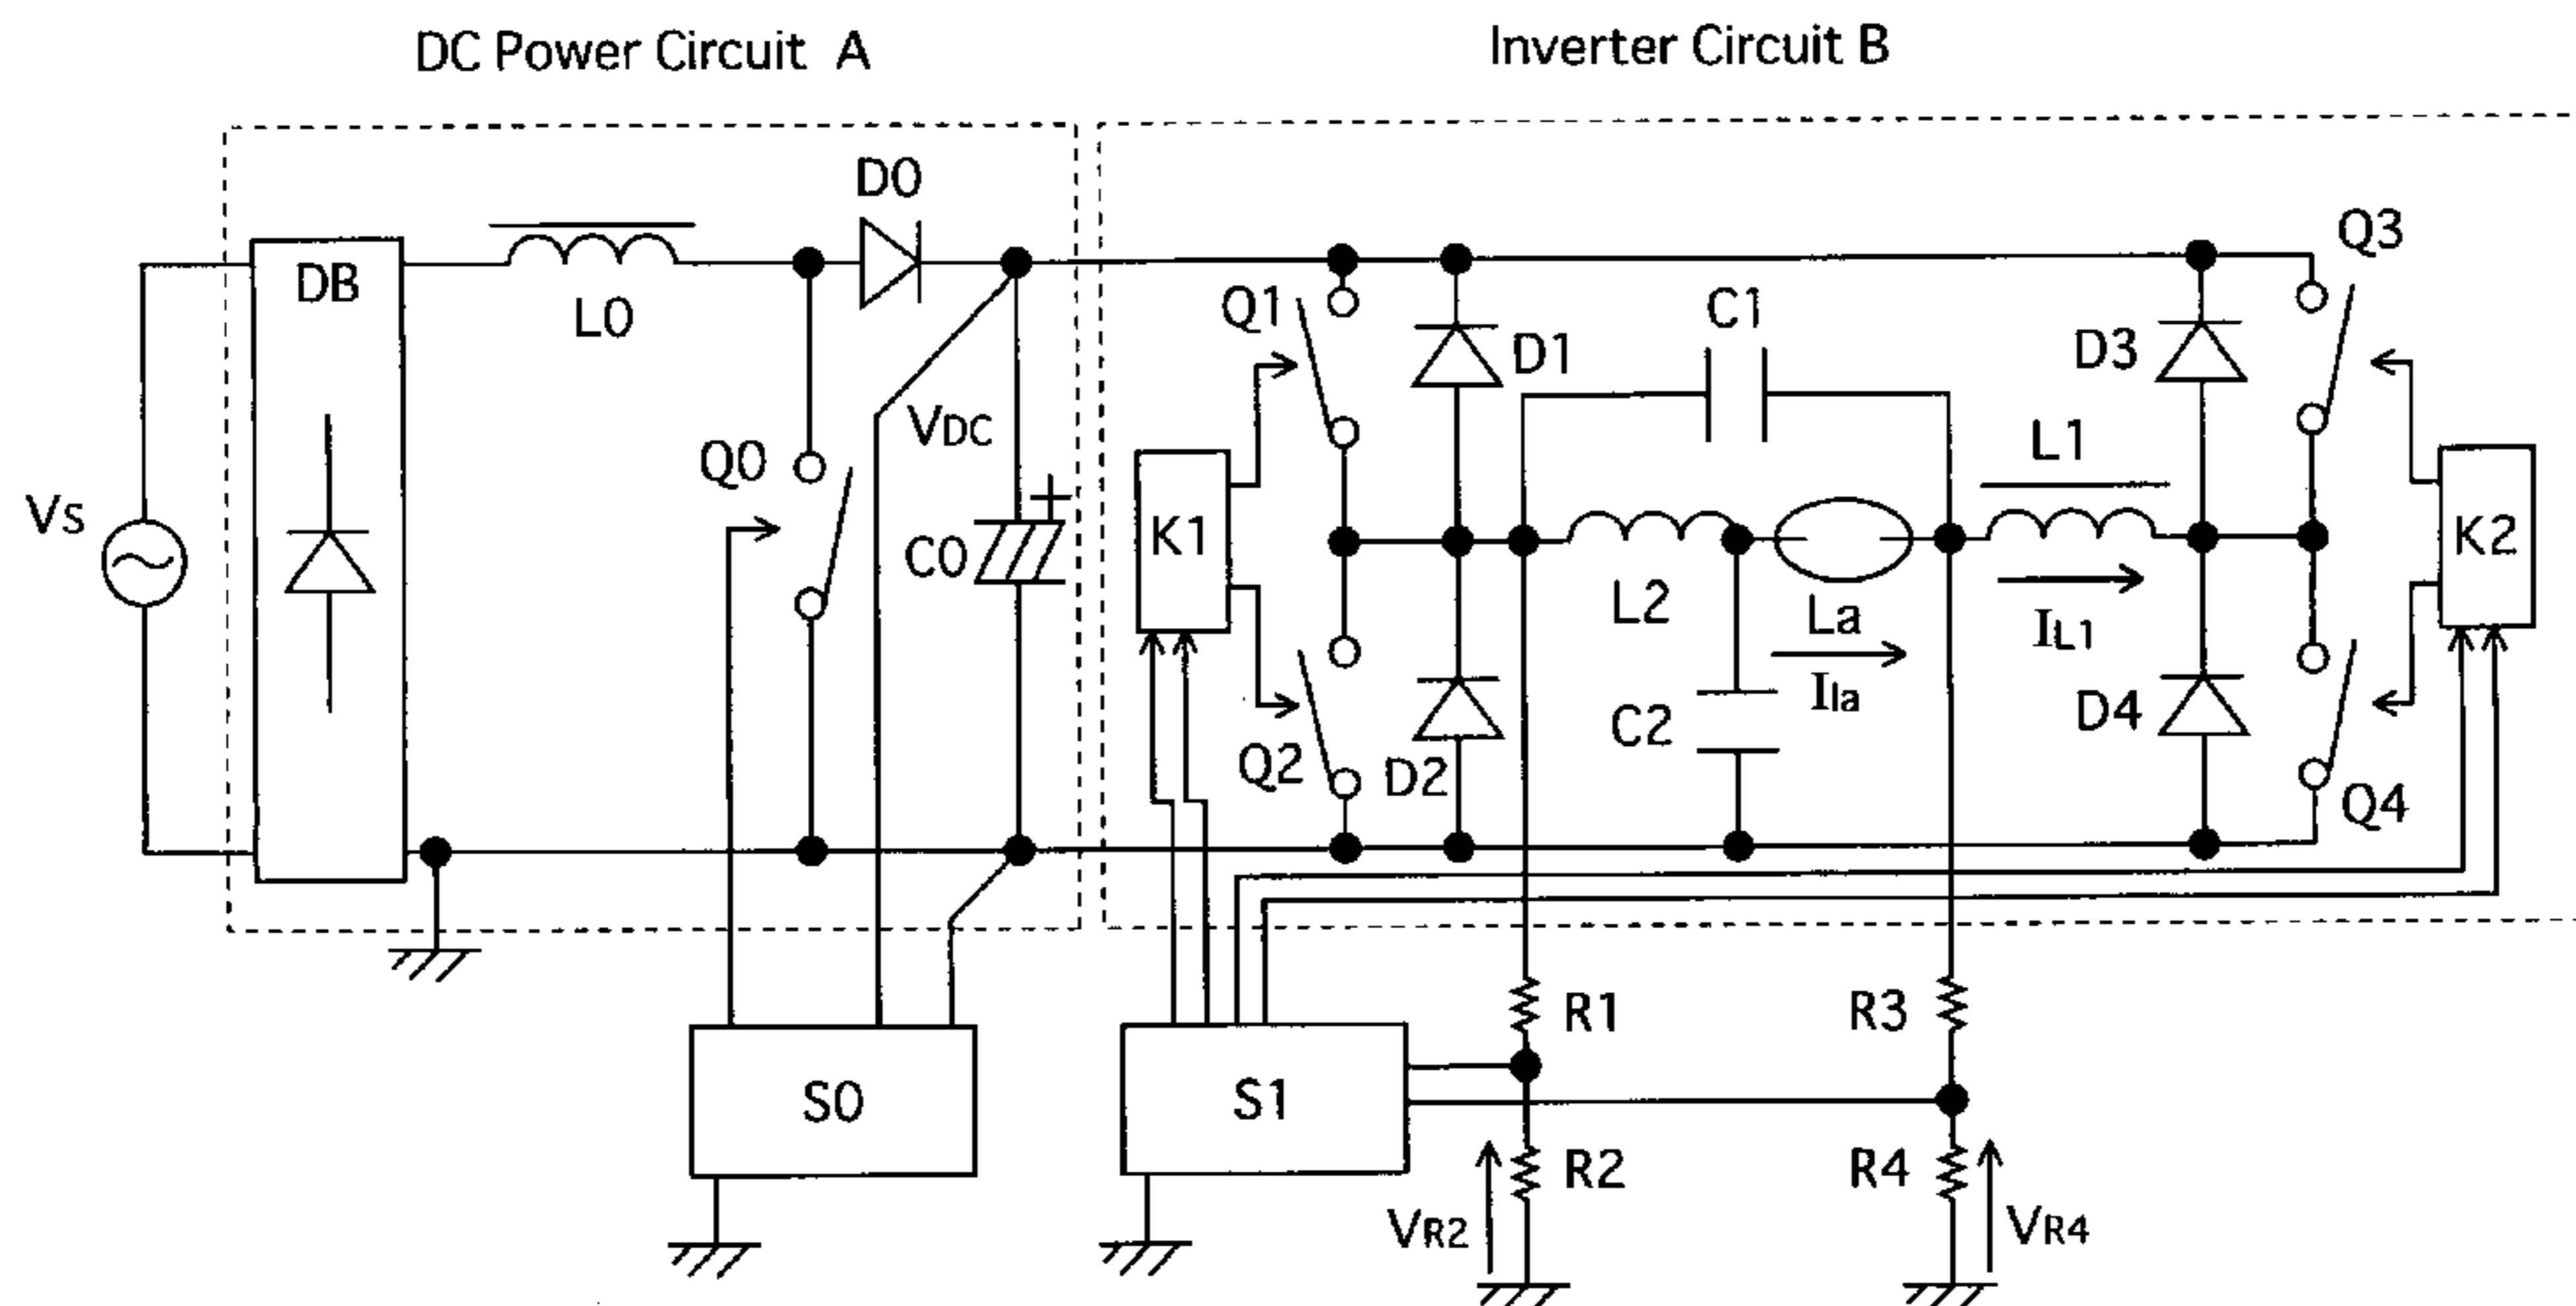 DC Power Circuit A
Inverter Circuit B
D0
DB
L0
Q0
VDC
C0
VS
Q1
D1
C1
Q3
D3
L1
K1
K2
L2
La
Ila
IL1
Q2
D2
C2
D4
Q4
S0
S1
R1
R3
R2
R4
VR2
VR4